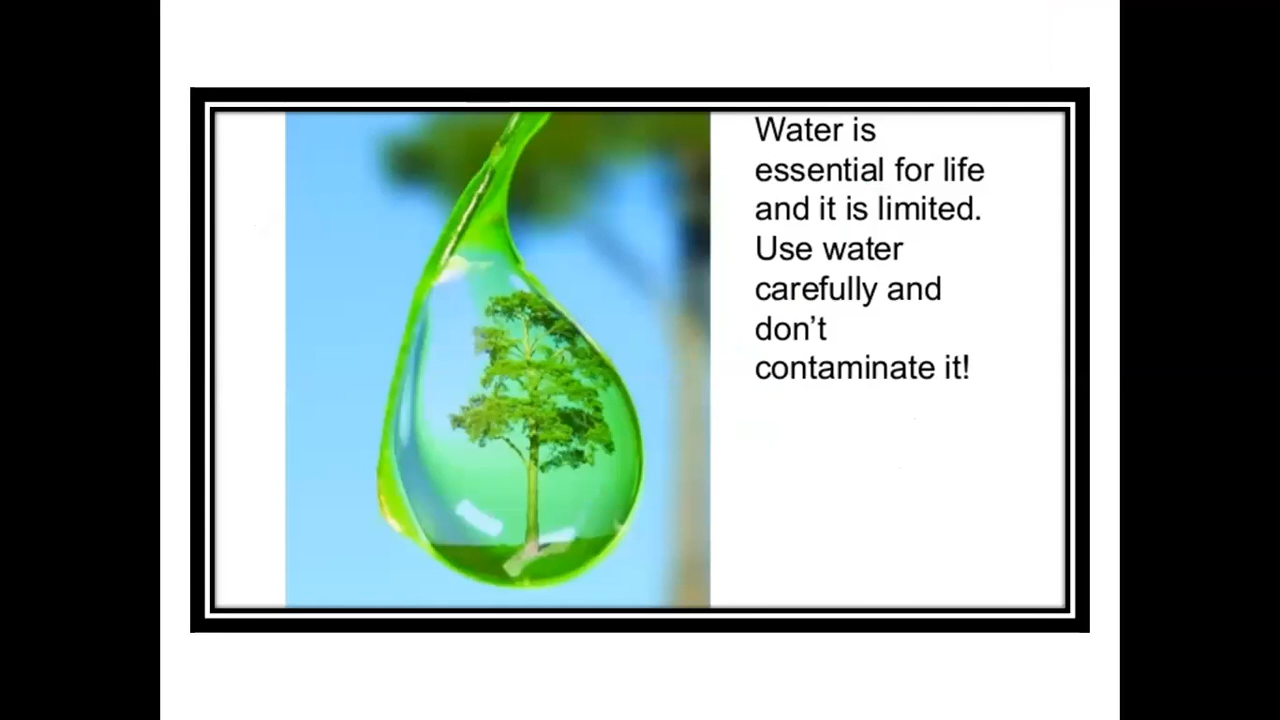 Water is
essential for life
and it is limited.
Use water
carefully and
don’t
contaminate it!